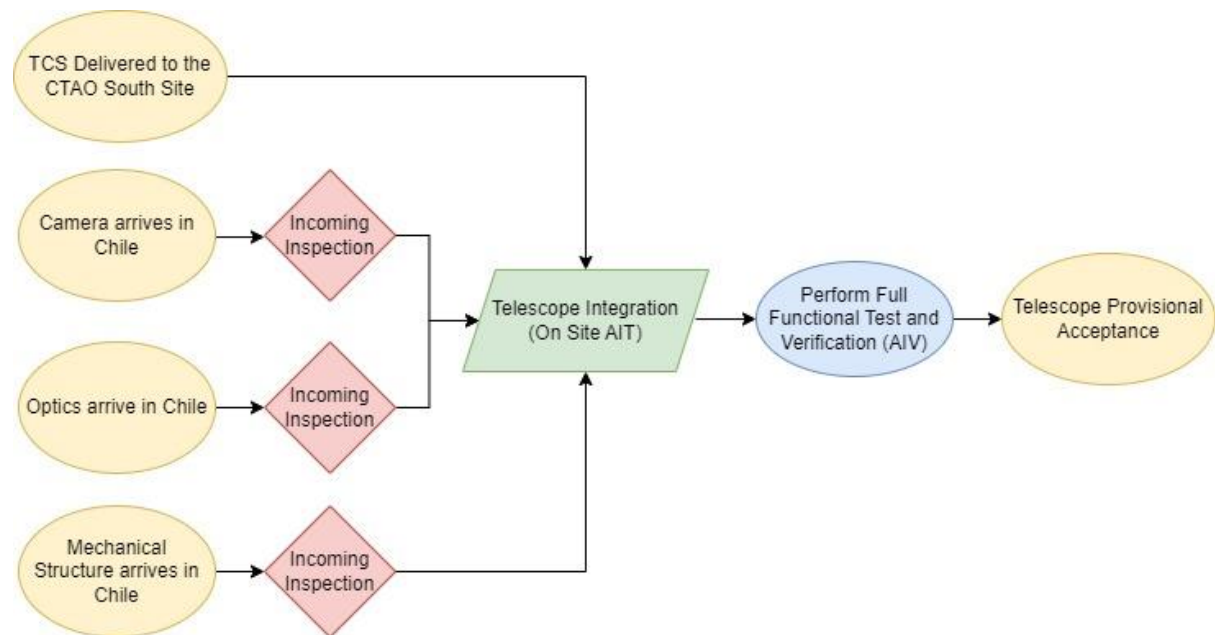 TCS Delivered to the
CTAO South Site
Camera arrives in
Chile
Incoming
Inspection
Optics arrive in Chile
Incoming
Inspection
Mechanical
Structure arrives in
Chile
Incoming
Inspection
Telescope Integration
(On Site AIT)
Perform Full
Functional Test and
Verification (AIV)
Telescope Provisional
Acceptance